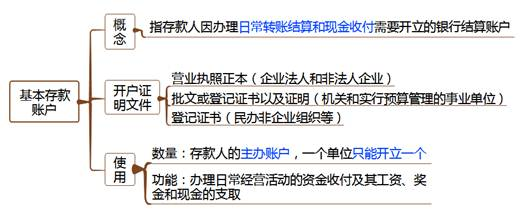 概念
指存款人因办理日常转账结算和现金收付需要开立的银行结算账户
基本存款
账户
开户证
明文件
营业执照正本（企业法人和非法人企业）
批文或登记证书以及证明（机关和实行预算管理的事业单位）
登记证书（民办非企业组织等）
使用
数量：存款人的主办账户，一个单位只能开立一个
功能：办理日常经营活动的资金收付及其工资、奖
金和现金的支取